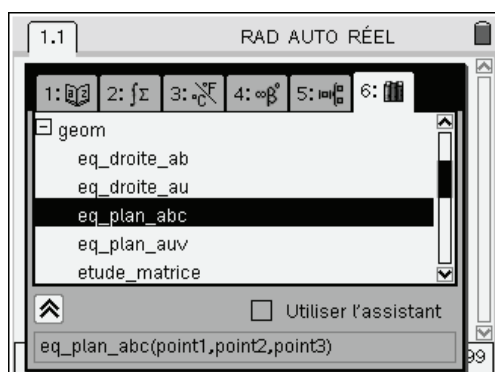 1.1 RAD AUTO RÉEL
1: 2: ∫Σ 3: °C°F 4: ∞β° 5: 6:
geom
eq_droite_ab
eq_droite_au
eq_plan_abc
eq_plan_auv
etude_matrice
Utiliser l'assistant
eq_plan_abc(point1,point2,point3)
99